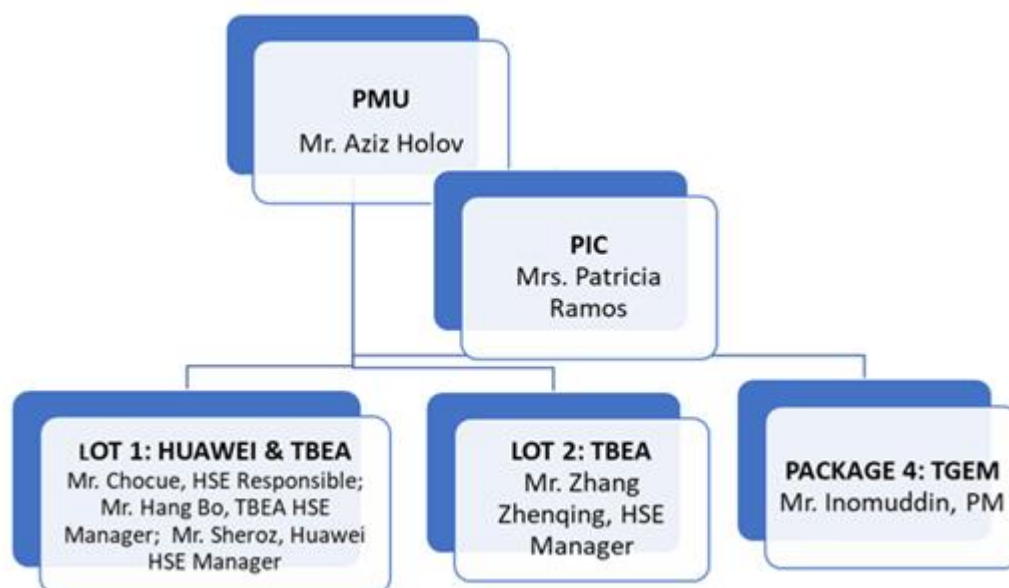 PMU
Mr. Aziz Holov
PIC
Mrs. Patricia
Ramos
LOT 1: HUAWEI & TBEA
Mr. Chocue, HSE Responsible;
Mr. Hang Bo, TBEA HSE
Manager; Mr. Sheroz, Huawei
HSE Manager
LOT 2: TBEA
Mr. Zhang
Zhenqing, HSE
Manager
PACKAGE 4: TGEM
Mr. Inomuddin, PM